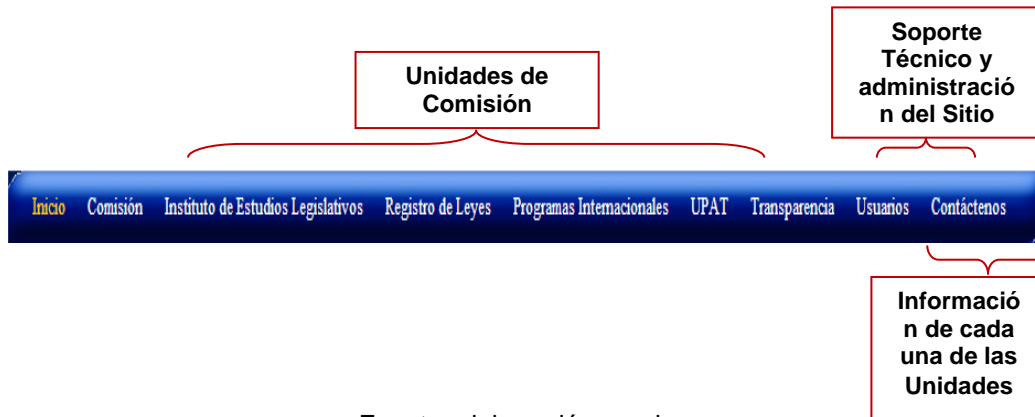 Soporte
Técnico y
administració
n del Sitio
Unidades de
Comisión
Inicio Comisión Instituto de Estudios Legislativos Registro de Leyes Programas Internacionales UPAT Transparencia Usuarios Contáctenos
Informació
n de cada
una de las
Unidades